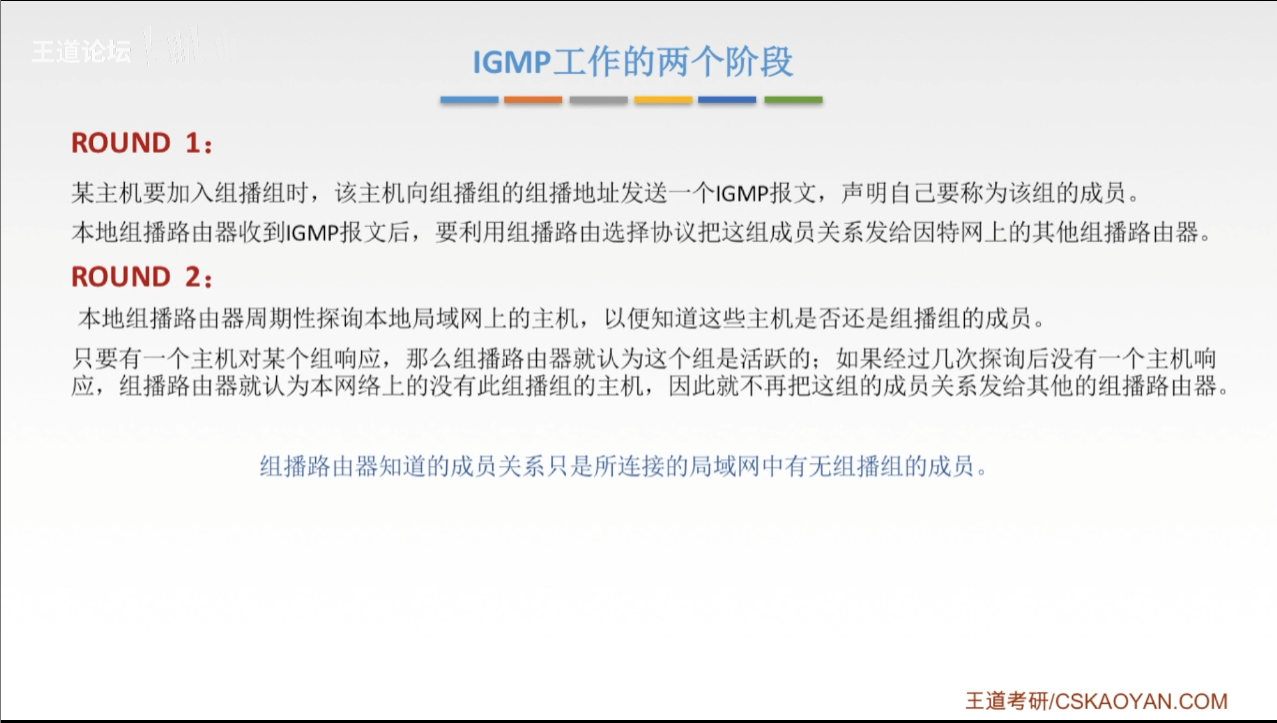 王道论坛
IGMP工作的两个阶段
ROUND 1：
某主机要加入组播组时，该主机向组播组的组播地址发送一个IGMP报文，声明自己要称为该组的成员。
本地组播路由器收到IGMP报文后，要利用组播路由选择协议把这组成员关系发给因特网上的其他组播路由器。
ROUND 2：
本地组播路由器周期性探询本地局域网上的主机，以便知道这些主机是否还是组播组的成员。
只要有一个主机对某个组响应，那么组播路由器就认为这个组是活跃的；如果经过几次探询后没有一个主机响
应，组播路由器就认为本网络上的没有此组播组的主机，因此就不再把这组的成员关系发给其他的组播路由器。
组播路由器知道的成员关系只是所连接的局域网中有无组播组的成员。
王道考研/CSKAOYAN.COM